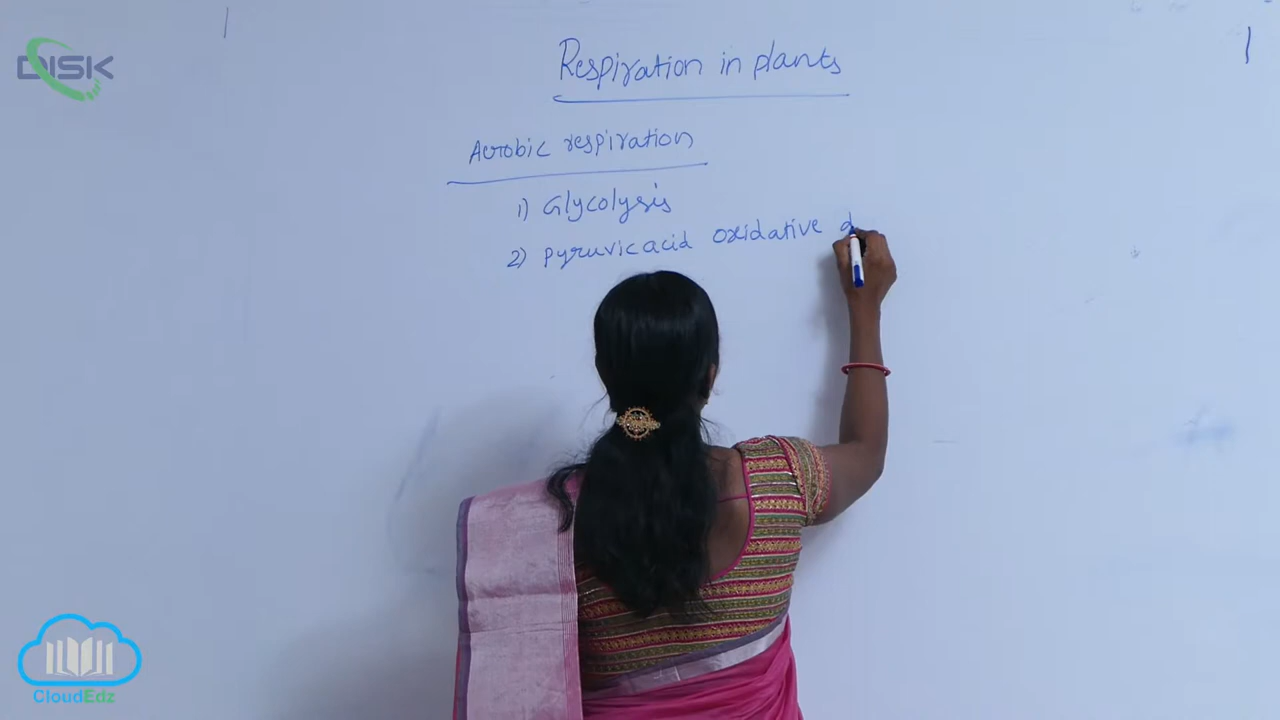 DISK
Respiration in plants
Aerobic respiration
1) Glycolysis
2) Pyruvic acid oxidative d
CloudEdz